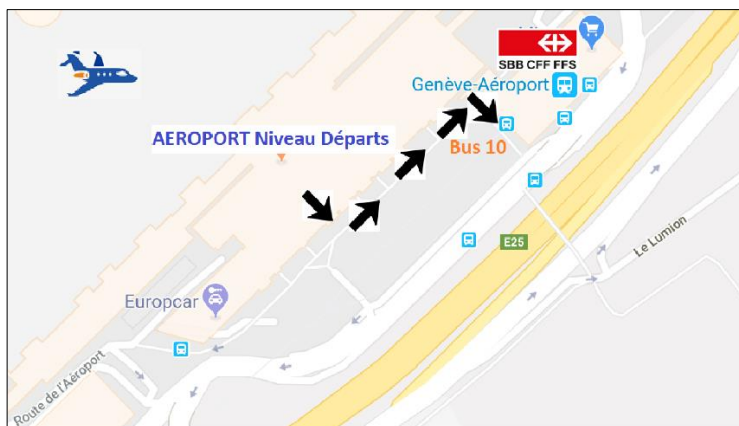 SBB CFF FFS
Genève-Aéroport
AEROPORT Niveau Départs
Bus 10
E25
Le Lumion
Europcar
Route de l'Aéroport